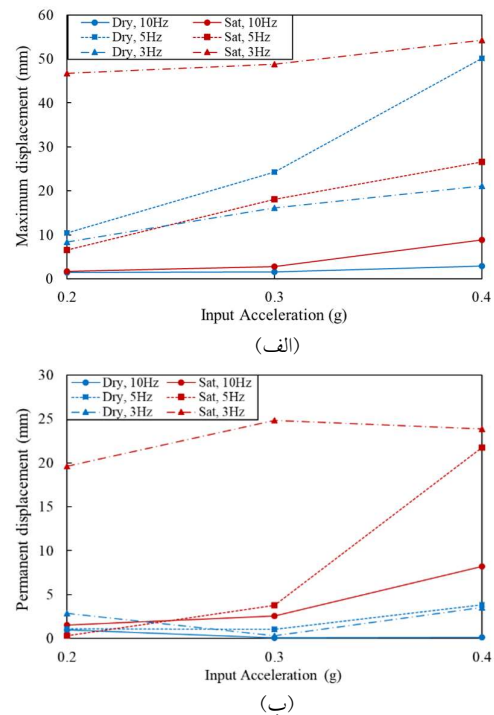 60
Dry, 10Hz Sat, 10Hz
Dry, 5Hz Sat, 5Hz
Dry, 3Hz Sat, 3Hz
50
40
30
20
10
0
Maximum displacement (mm)
0.2 0.3 0.4
Input Acceleration (g)
(الف)
30
Dry, 10Hz Sat, 10Hz
Dry, 5Hz Sat, 5Hz
Dry, 3Hz Sat, 3Hz
25
20
15
10
5
0
Permanent displacement (mm)
0.2 0.3 0.4
Input Acceleration (g)
(ب)